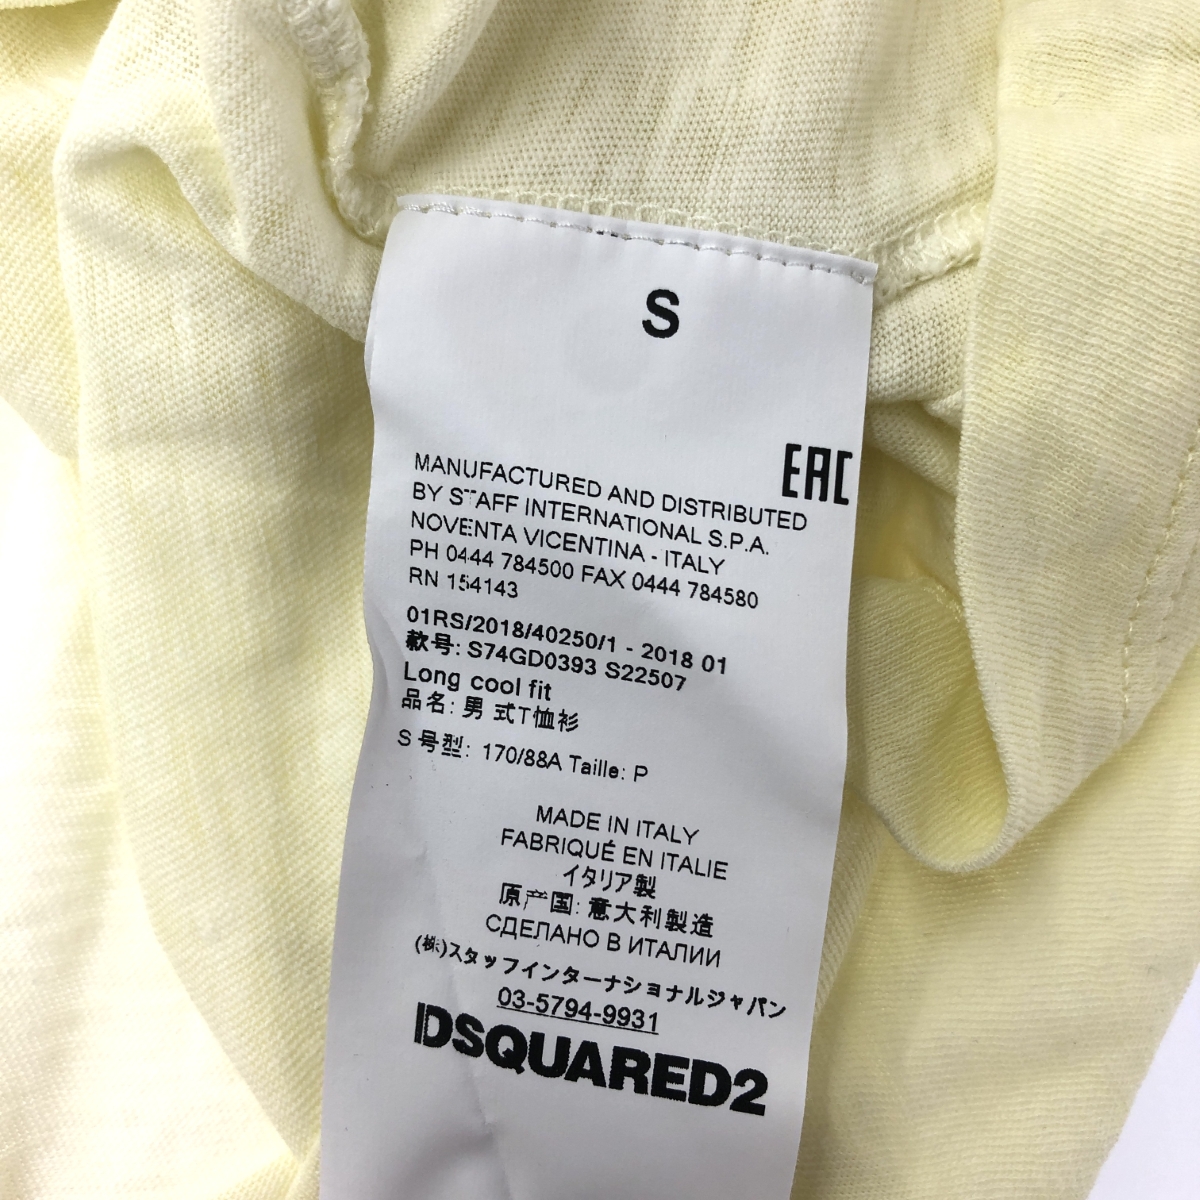 S
EAC
MANUFACTURED AND DISTRIBUTED
BY STAFF INTERNATIONAL S.P.A.
NOVENTA VICENTINA - ITALY
PH 0444 784500 FAX 0444 784580
RN 154143
01RS/2018/40250/1 - 2018 01
款号: S74GD0393 S22507
Long cool fit
品名: 男 式T恤衫
S 号型: 170/88A Taille: P
MADE IN ITALY
FABRIQUÉ EN ITALIE
イタリア製
原产国: 意大利製造
СДЕЛАНО В ИТАЛИИ
(株)スタッフインターナショナルジャパン
03-5794-9931
DSQUARED2